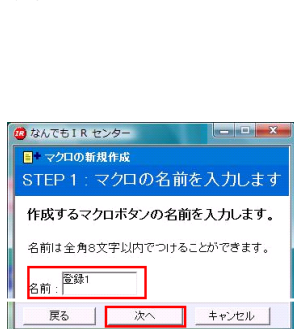 なんでもIR センター
マクロの新規作成
STEP 1：マクロの名前を入力します
作成するマクロボタンの名前を入力します。
名前は全角8文字以内でつけることができます。
名前： 登録1
戻る 次へ キャンセル